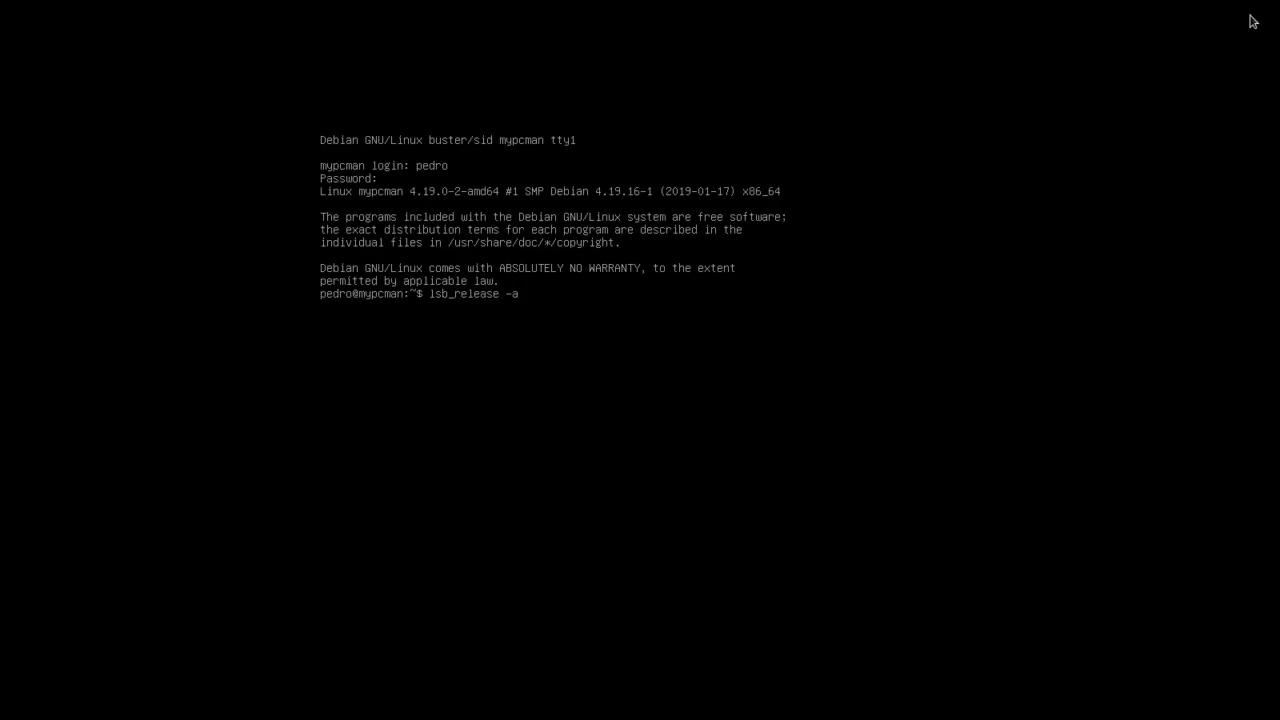 Debian GNU/Linux buster/sid mypcman tty1
mypcman login: pedro
Password:
Linux mypcman 4.19.0-2-amd64 #1 SMP Debian 4.19.16-1 (2019-01-17) x86_64
The programs included with the Debian GNU/Linux system are free software;
the exact distribution terms for each program are described in the
individual files in /usr/share/doc/*/copyright.
Debian GNU/Linux comes with ABSOLUTELY NO WARRANTY, to the extent
permitted by applicable law.
pedro@mypcman:~$ lsb_release -a